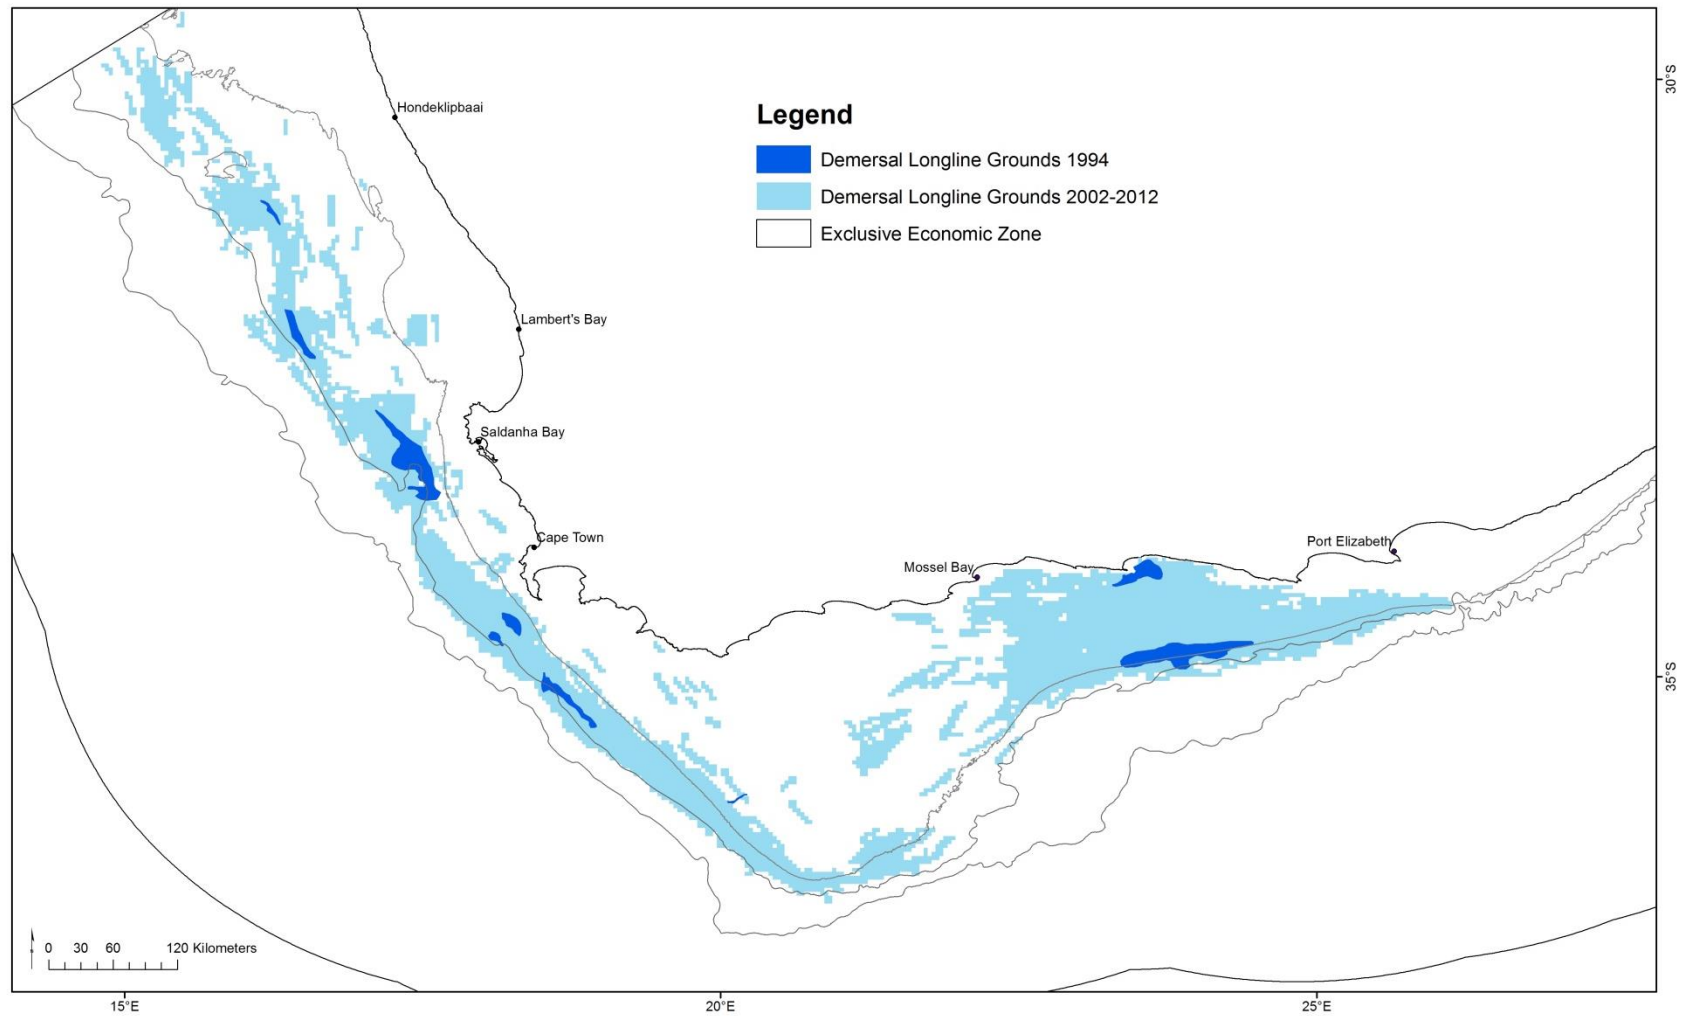 30°S
Hondeklipbaai
Legend
Demersal Longline Grounds 1994
Demersal Longline Grounds 2002-2012
Exclusive Economic Zone
Lambert's Bay
Saldanha Bay
Cape Town
Port Elizabeth
Mossel Bay
35°S
0 30 60 120 Kilometers
15°E 20°E 25°E